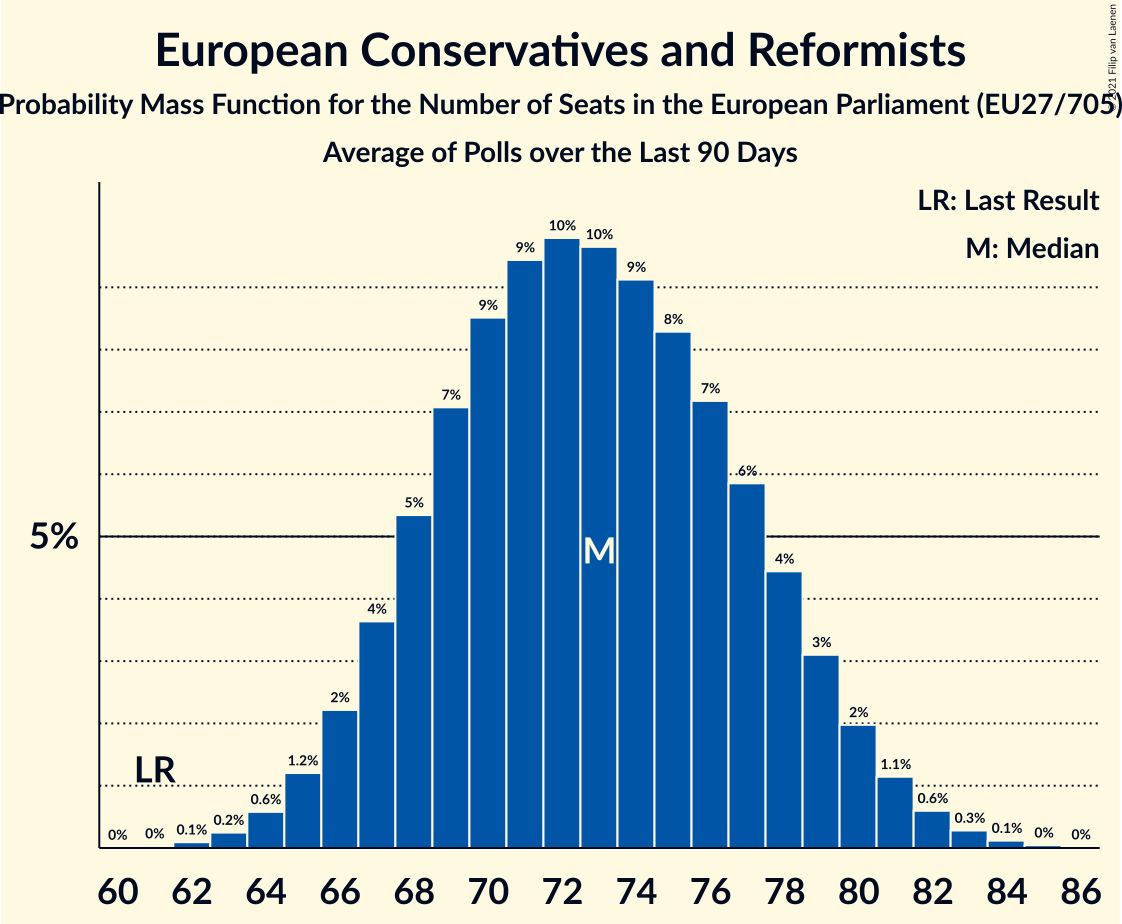 European Conservatives and Reformists
Probability Mass Function for the Number of Seats in the European Parliament (EU27/705)
Average of Polls over the Last 90 Days
© 2021 Filip van Laenen
LR: Last Result
M: Median
5%
LR
M
0% 0% 0.1% 0.2% 0.6% 1.2% 2% 4% 5% 7% 9% 9% 10% 10% 9% 8% 7% 6% 4% 3% 2% 1.1% 0.6% 0.3% 0.1% 0% 0%
60 62 64 66 68 70 72 74 76 78 80 82 84 86